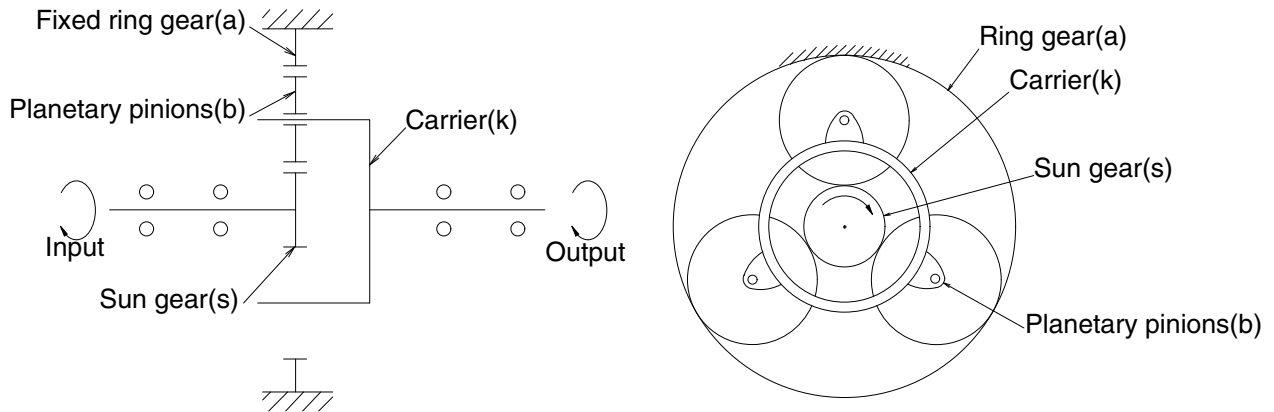 Fixed ring gear(a)
Planetary pinions(b)
Carrier(k)
Input
Output
Sun gear(s)
Ring gear(a)
Carrier(k)
Sun gear(s)
Planetary pinions(b)